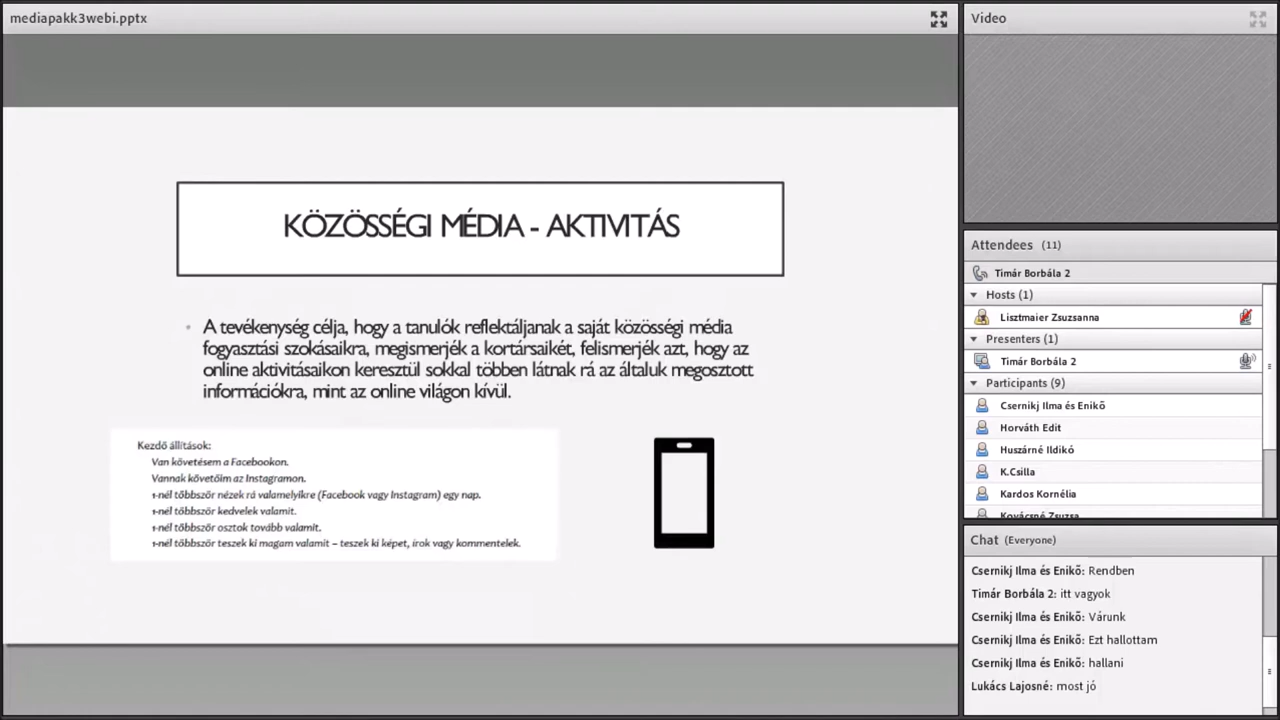 mediapakk3webi.pptx
KÖZÖSSÉGI MÉDIA - AKTIVITÁS
• A tevékenység célja, hogy a tanulók reflektáljanak a saját közösségi média
fogyasztási szokásaikra, megismerjék a kortársaikét, felismerjék azt, hogy az
online aktivitásaikon keresztül sokkal többen látnak rá az általuk megosztott
információkra, mint az online világon kívül.
Kezdő állítások:
Van követésem a Facebookon.
Vannak követőim az Instagramon.
1-nél többször nézek rá valamelyikre (Facebook vagy Instagram) egy nap.
1-nél többször kedvelek valamit.
1-nél többször osztok tovább valamit.
1-nél többször teszek ki magam valamit – teszek ki képet, írok vagy kommentelek.
Video
Attendees (11)
Timár Borbála 2
Hosts (1)
Lisztmaier Zsuzsanna
Presenters (1)
Timár Borbála 2
Participants (9)
Csernikj Ilma és Enikõ
Horváth Edit
Huszárné Ildikó
K.Csilla
Kardos Kornélia
Kovácsné Zsuzsa
Chat (Everyone)
Csernikj Ilma és Enikõ: Rendben
Timár Borbála 2: itt vagyok
Csernikj Ilma és Enikõ: Várunk
Csernikj Ilma és Enikõ: Ezt hallottam
Csernikj Ilma és Enikõ: hallani
Lukács Lajosné: most jó